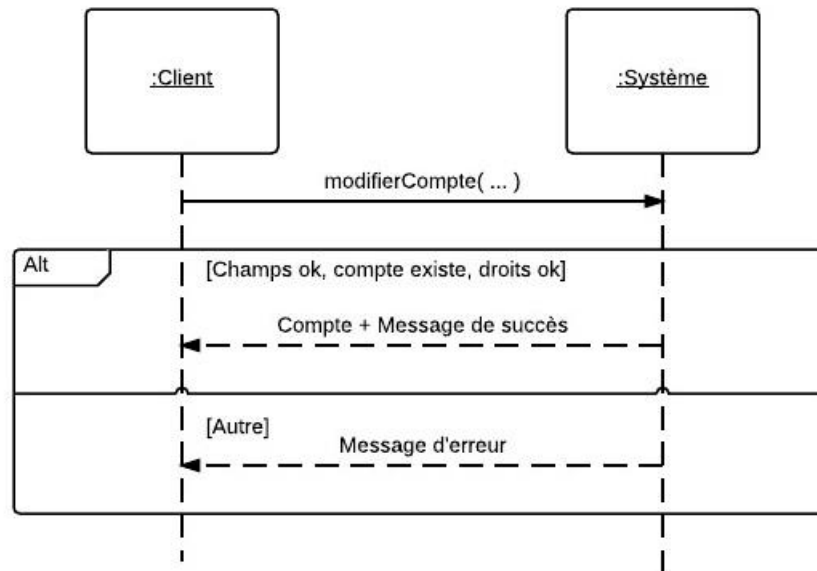 :Client
:Système
modifierCompte( ... )
Alt
[Champs ok, compte existe, droits ok]
Compte + Message de succès
[Autre]
Message d'erreur